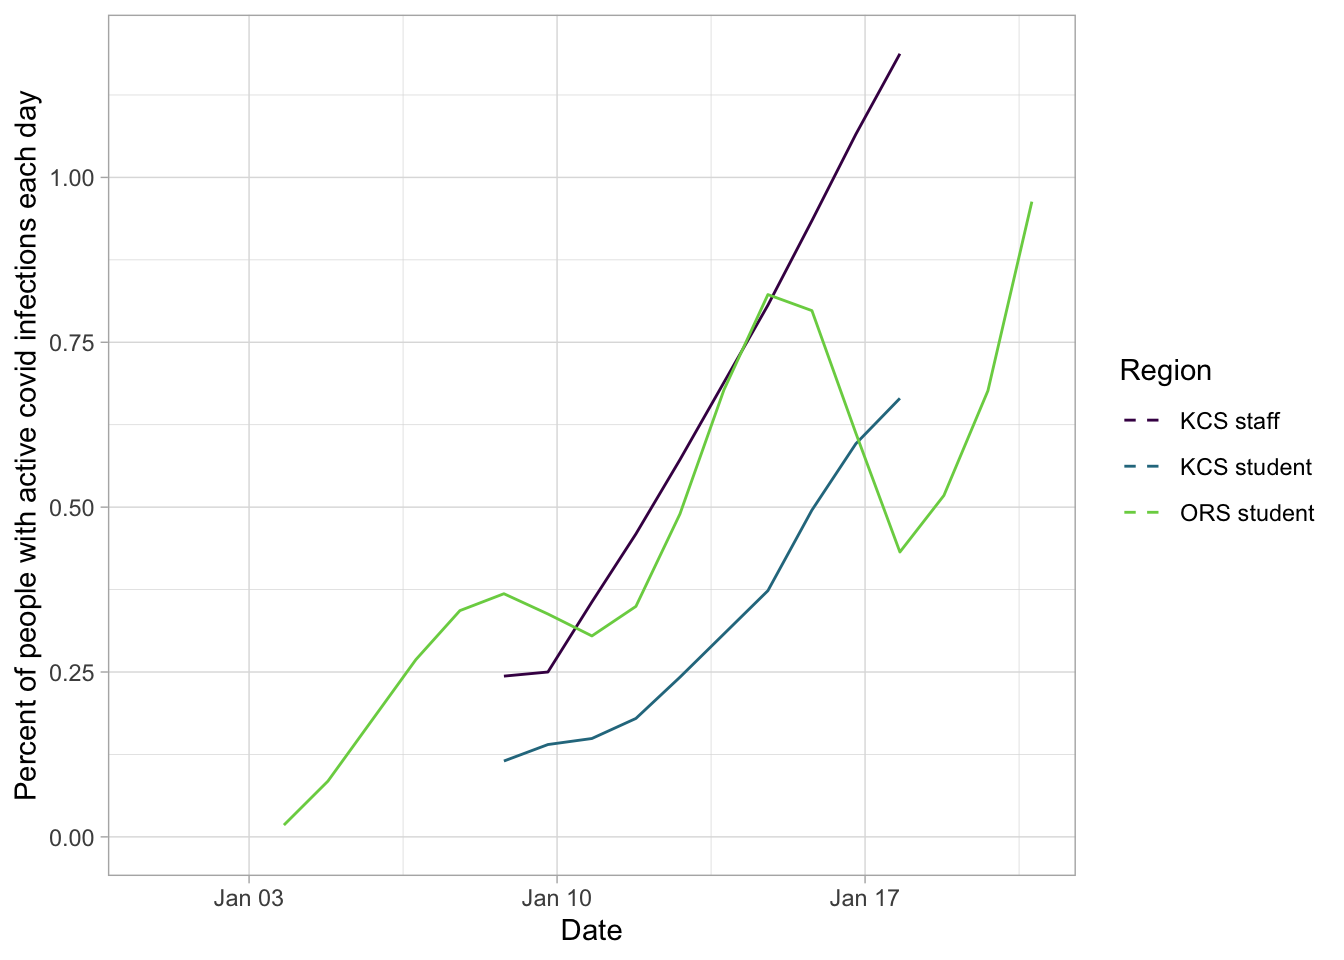 Percent of people with active covid infections each day
1.00
0.75
0.50
0.25
0.00
Jan 03
Jan 10
Jan 17
Date
Region
KCS staff
KCS student
ORS student